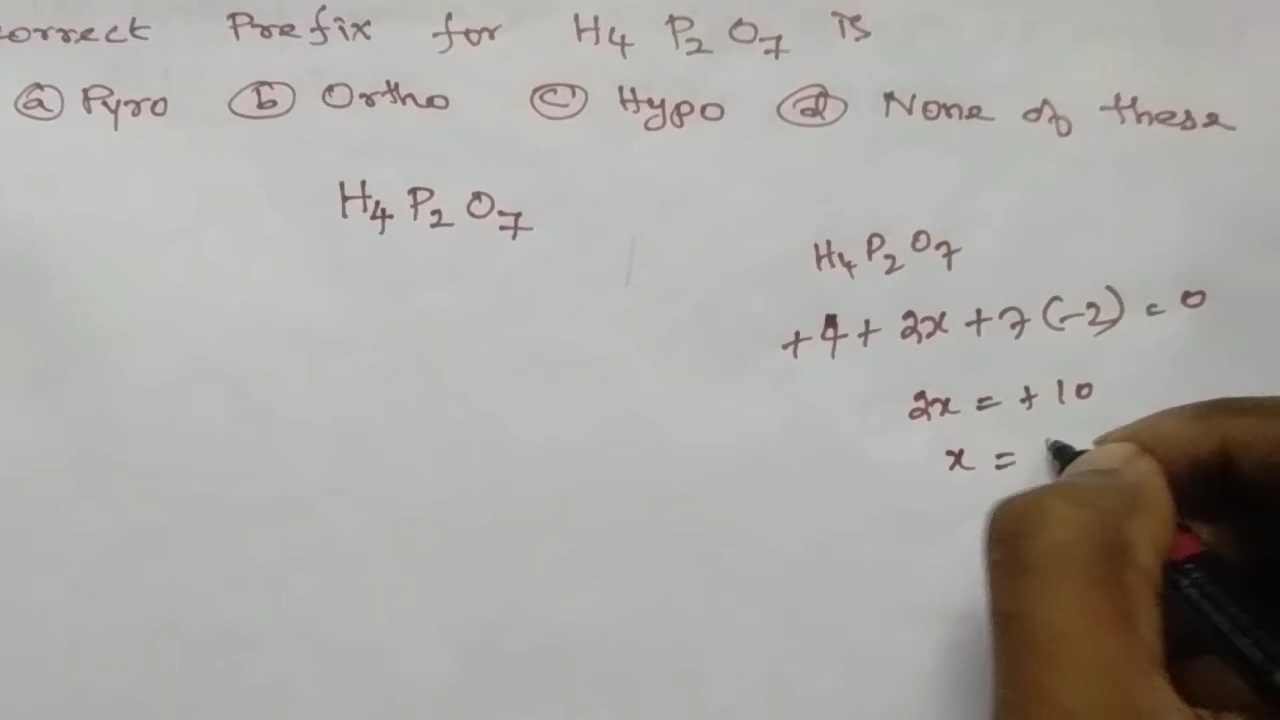 orrect Prefix for H4 P2 O7 is
ⓐ Pyro ⓑ Ortho ⓒ Hypo ⓓ None of these
H4 P2 O7
H4 P2 O7
+4 + 2x + 7 (-2) = 0
2x = + 10
x =